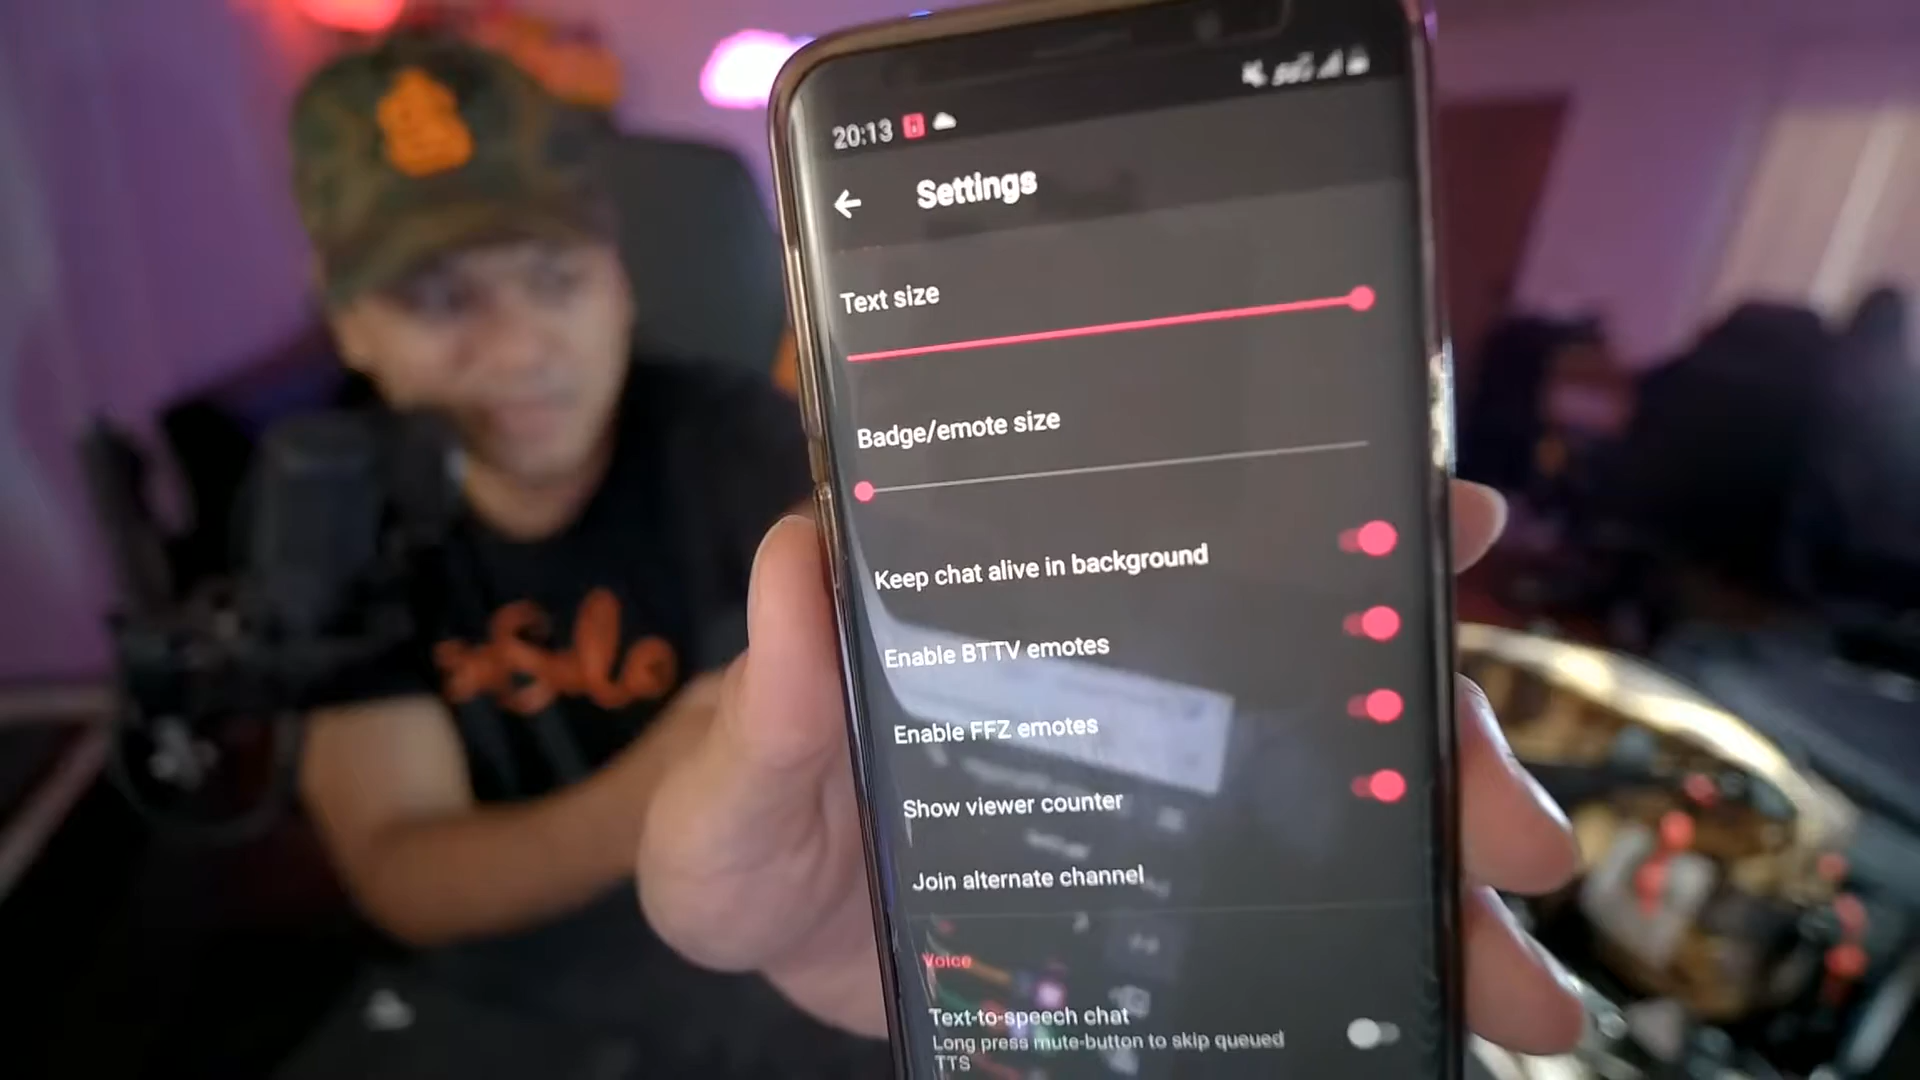 20:13
Settings
Text size
Badge/emote size
Keep chat alive in background
Enable BTTV emotes
Enable FFZ emotes
Show viewer counter
Join alternate channel
Voice
Text-to-speech chat
Long press mute-button to skip queued
TTS